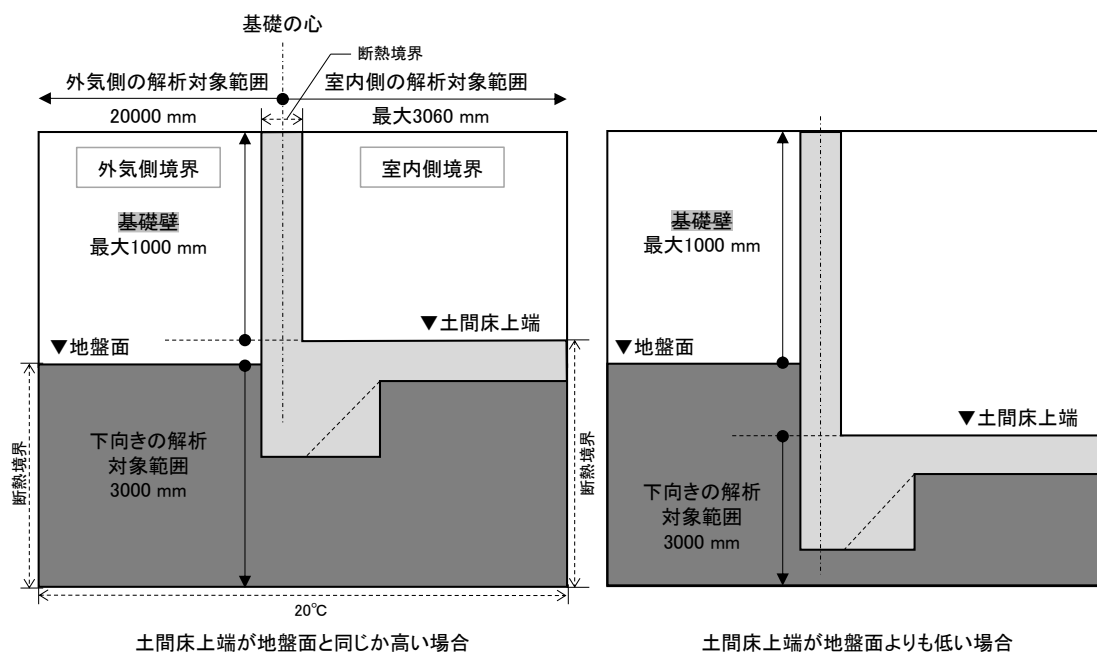 基礎の心
断熱境界
外気側の解析対象範囲
室内側の解析対象範囲
20000 mm
最大3060 mm
外気側境界
室内側境界
基礎壁
最大1000 mm
▼土間床上端
▼地盤面
下向きの解析
対象範囲
3000 mm
断熱境界
断熱境界
20℃
土間床上端が地盤面と同じか高い場合
基礎壁
最大1000 mm
▼地盤面
▼土間床上端
下向きの解析
対象範囲
3000 mm
土間床上端が地盤面よりも低い場合